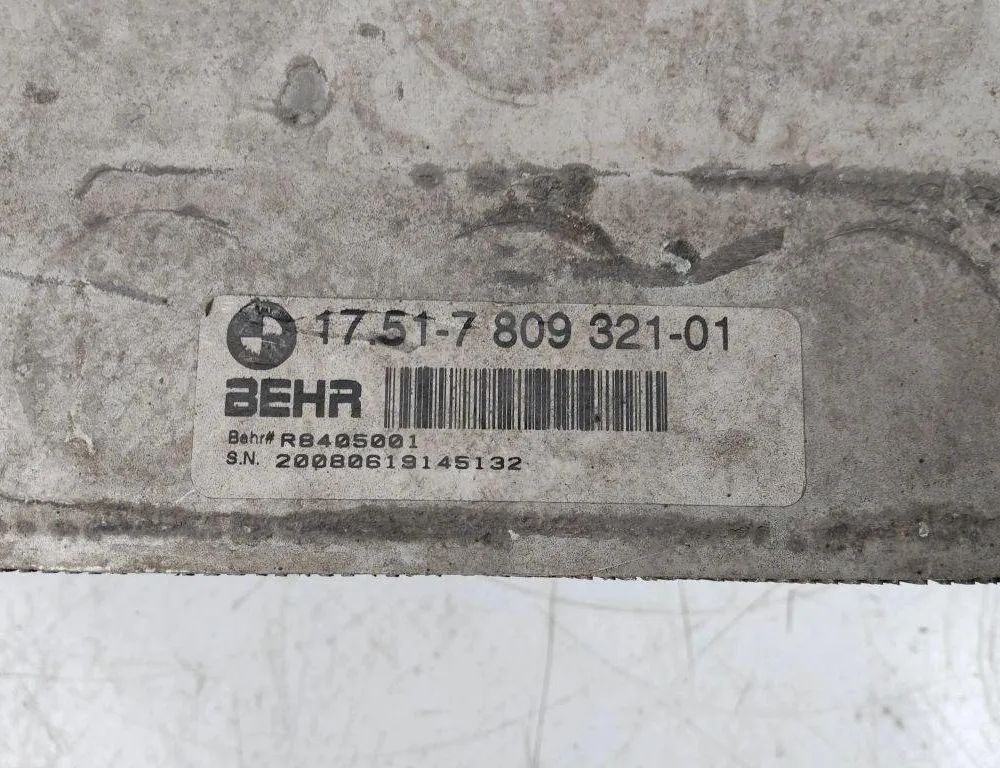 17.51-7 809 321-01
BEHR
Behr# R8405001
S.N. 20080619145132